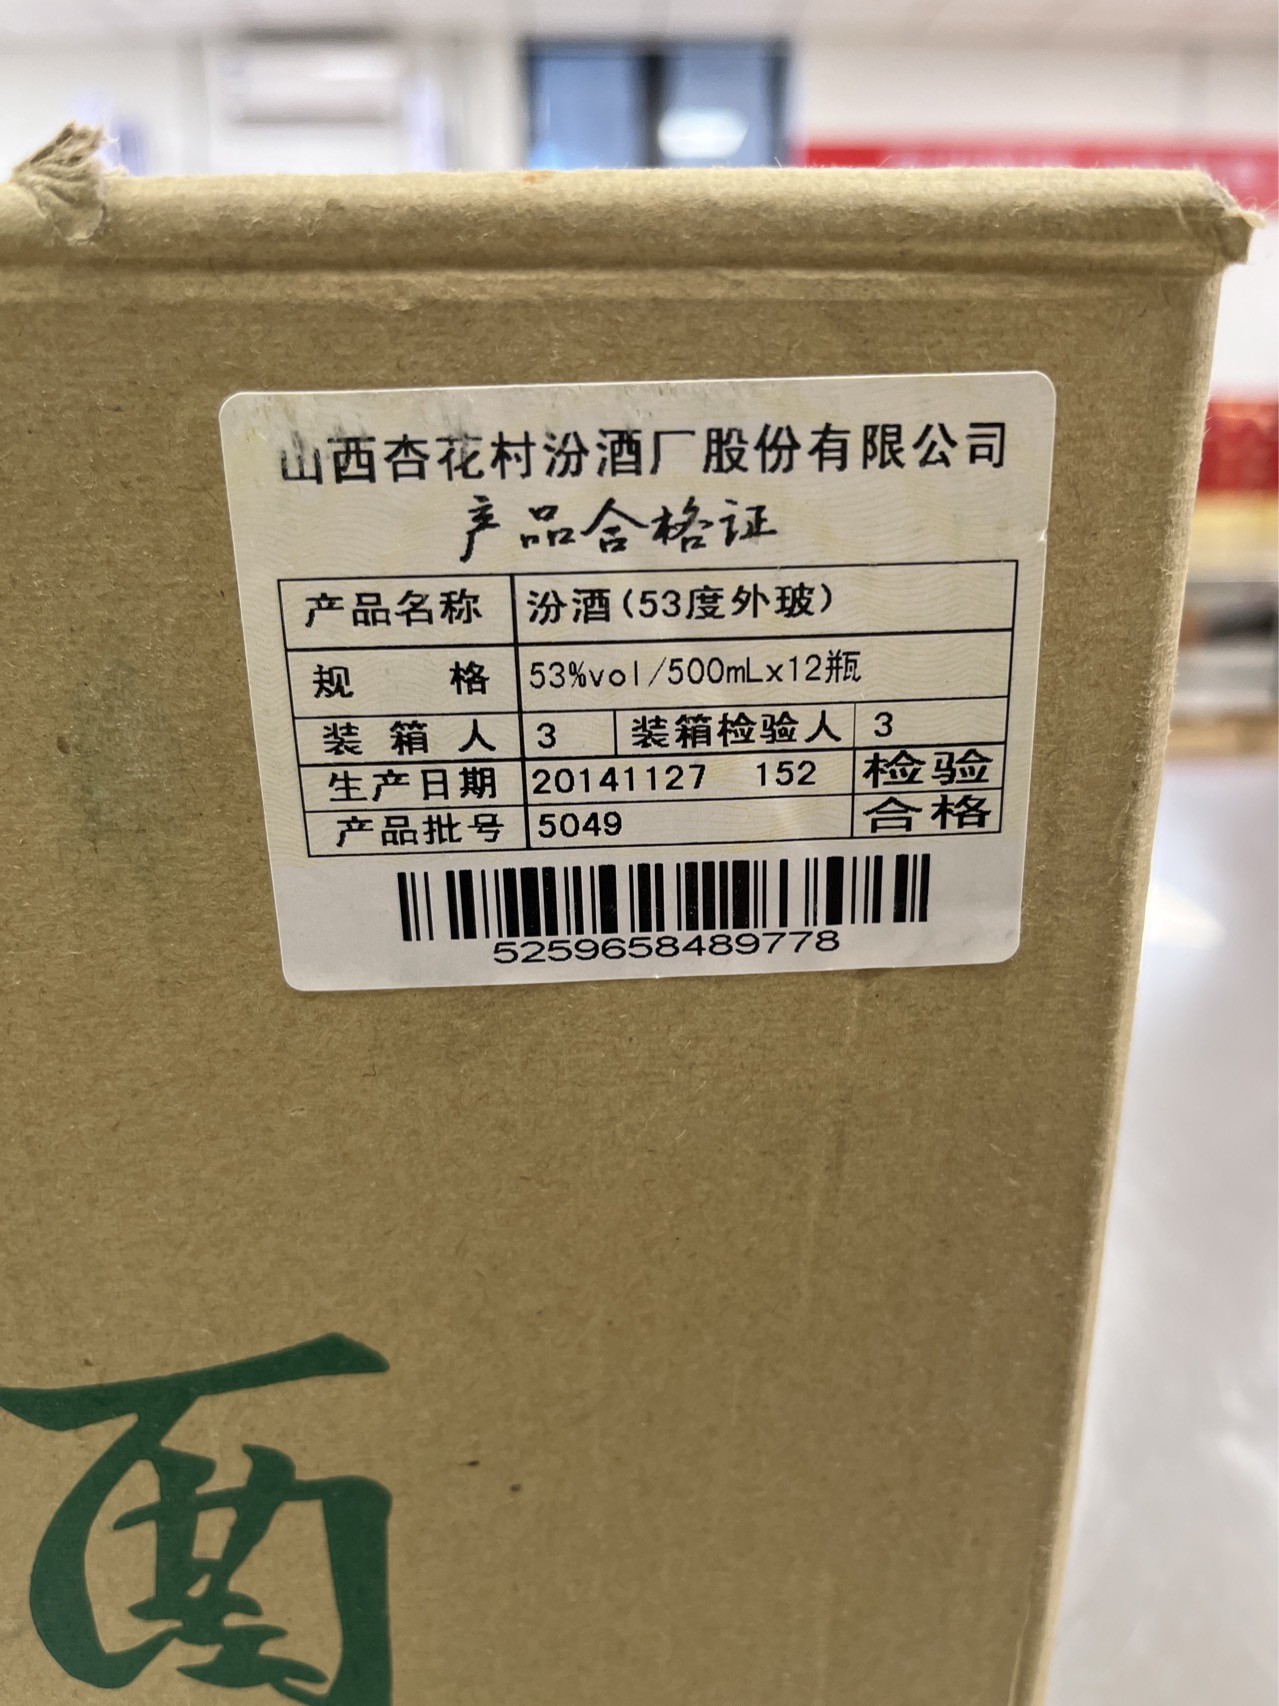 山西杏花村汾酒厂股份有限公司
产品合格证
产品名称 汾酒(53度外玻)
规 格 53%vol/500mLx12瓶
装箱人 3 装箱检验人 3
生产日期 20141127 152 检验
产品批号 5049 合格
5259658489778